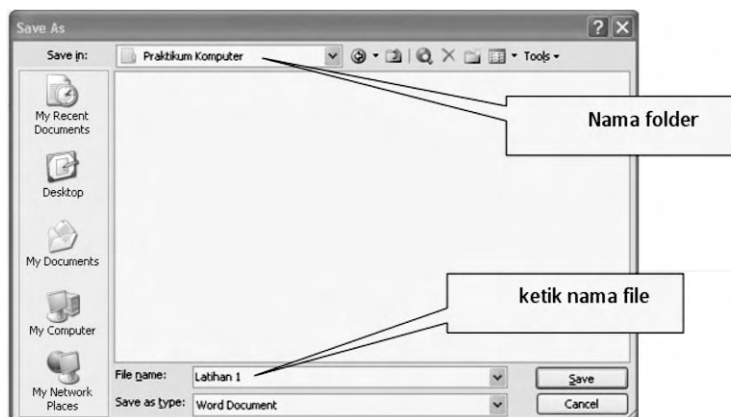 Save As
Save in:
Praktikum Komputer
Tools
Nama folder
My Recent
Documents
Desktop
My Documents
ketik nama file
My Computer
My Network
Places
File name:
Latihan 1
Save
Save as type:
Word Document
Cancel